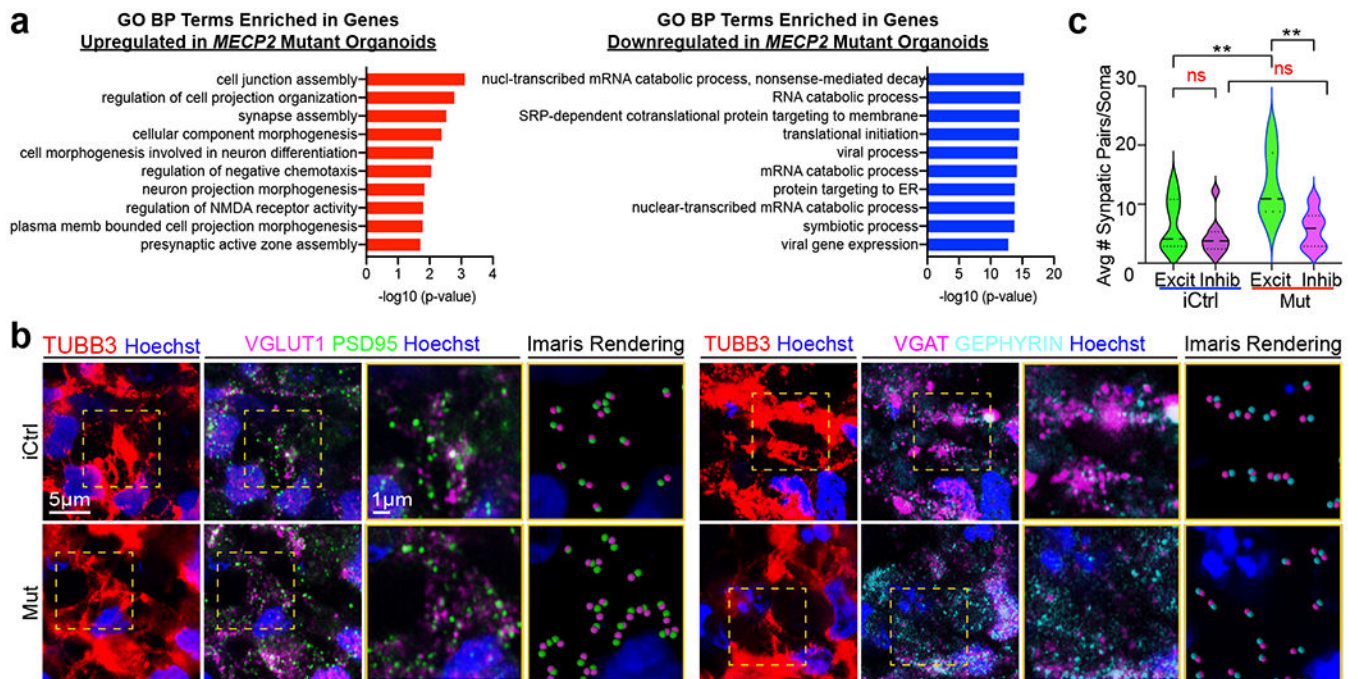 a
GO BP Terms Enriched in Genes
Upregulated in MECP2 Mutant Organoids
cell junction assembly
regulation of cell projection organization
synapse assembly
cellular component morphogenesis
cell morphogenesis involved in neuron differentiation
regulation of negative chemotaxis
neuron projection morphogenesis
regulation of NMDA receptor activity
plasma memb bounded cell projection morphogenesis
presynaptic active zone assembly
0 1 2 3 4
-log10 (p-value)
GO BP Terms Enriched in Genes
Downregulated in MECP2 Mutant Organoids
nucl-transcribed mRNA catabolic process, nonsense-mediated decay
RNA catabolic process
SRP-dependent cotranslational protein targeting to membrane
translational initiation
viral process
mRNA catabolic process
protein targeting to ER
nuclear-transcribed mRNA catabolic process
symbiotic process
viral gene expression
0 5 10 15 20
-log10 (p-value)
c
** **
ns ns
Avg # Synpatic Pairs/Soma
30
20
10
0
Excit Inhib Excit Inhib
iCtrl Mut
b
TUBB3 Hoechst VGLUT1 PSD95 Hoechst Imaris Rendering TUBB3 Hoechst VGAT GEPHYRIN Hoechst Imaris Rendering
iCtrl
5µm 1µm
Mut